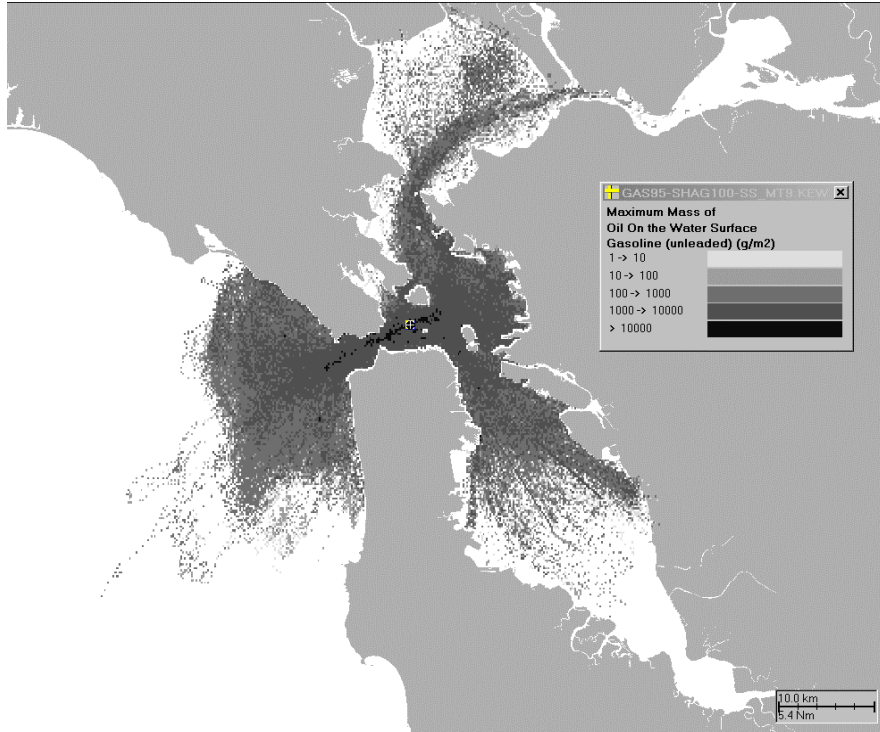 GAS95-SHAG100-SS_MT9.KEW
Maximum Mass of
Oil On the Water Surface
Gasoline (unleaded) (g/m2)
1 -> 10
10 -> 100
100 -> 1000
1000 -> 10000
> 10000
10.0 km
5.4 Nm